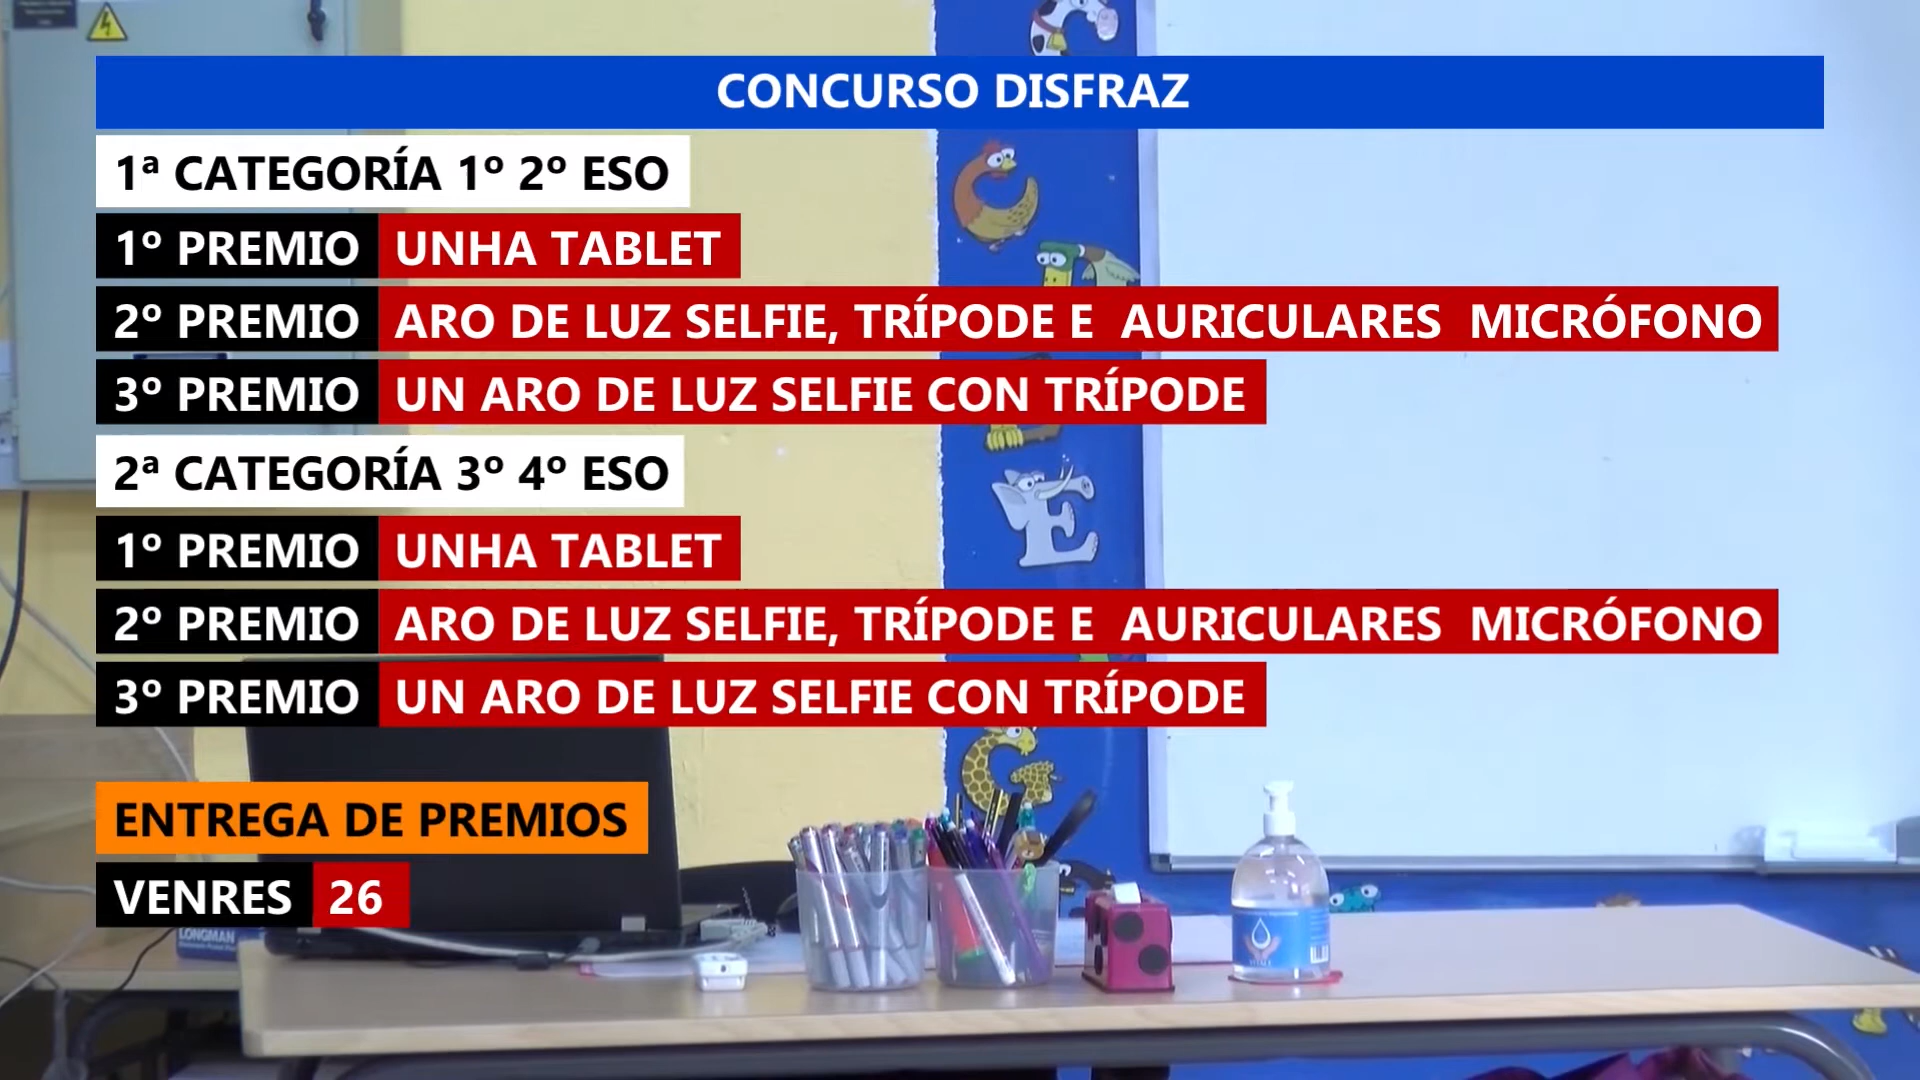 CONCURSO DISFRAZ
1ª CATEGORÍA 1º 2º ESO
1º PREMIO UNHA TABLET
2º PREMIO ARO DE LUZ SELFIE, TRÍPODE E AURICULARES MICRÓFONO
3º PREMIO UN ARO DE LUZ SELFIE CON TRÍPODE
2ª CATEGORÍA 3º 4º ESO
1º PREMIO UNHA TABLET
2º PREMIO ARO DE LUZ SELFIE, TRÍPODE E AURICULARES MICRÓFONO
3º PREMIO UN ARO DE LUZ SELFIE CON TRÍPODE
ENTREGA DE PREMIOS
VENRES 26
LONGMAN